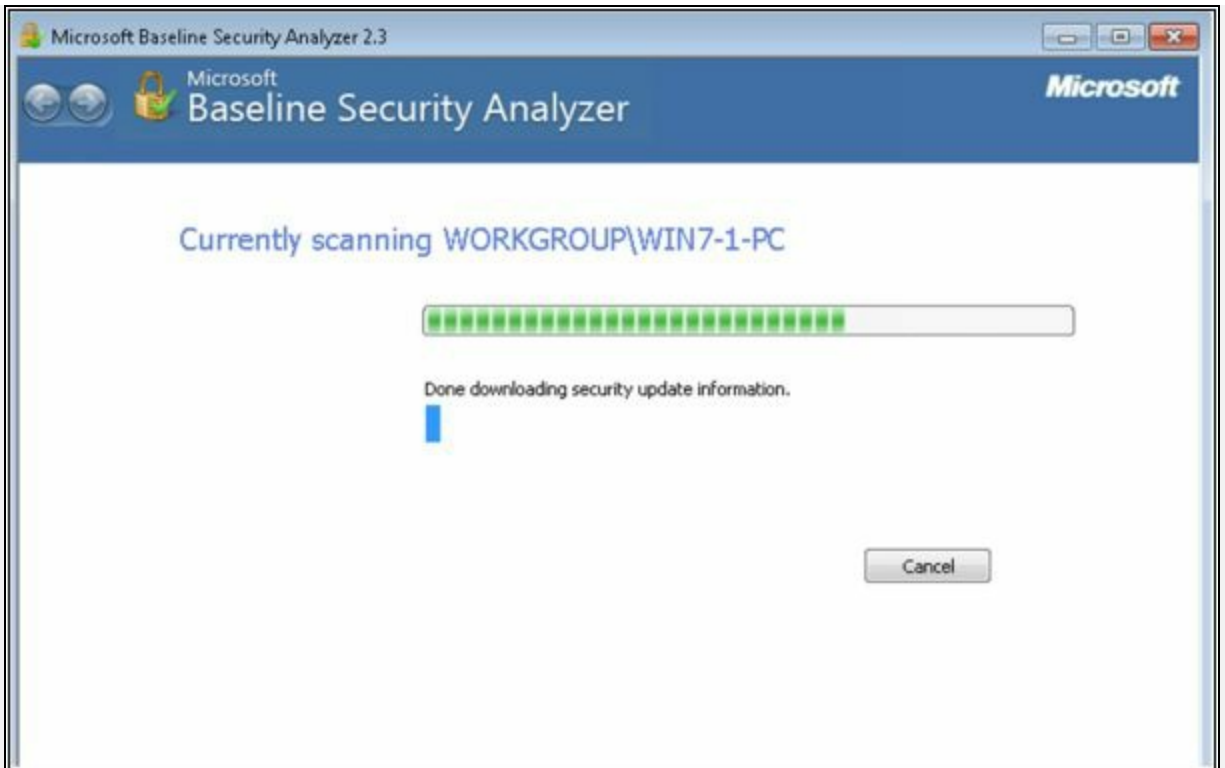 Microsoft Baseline Security Analyzer 2.3
Microsoft
Baseline Security Analyzer
Microsoft
Currently scanning WORKGROUP\WIN7-1-PC
Done downloading security update information.
Cancel